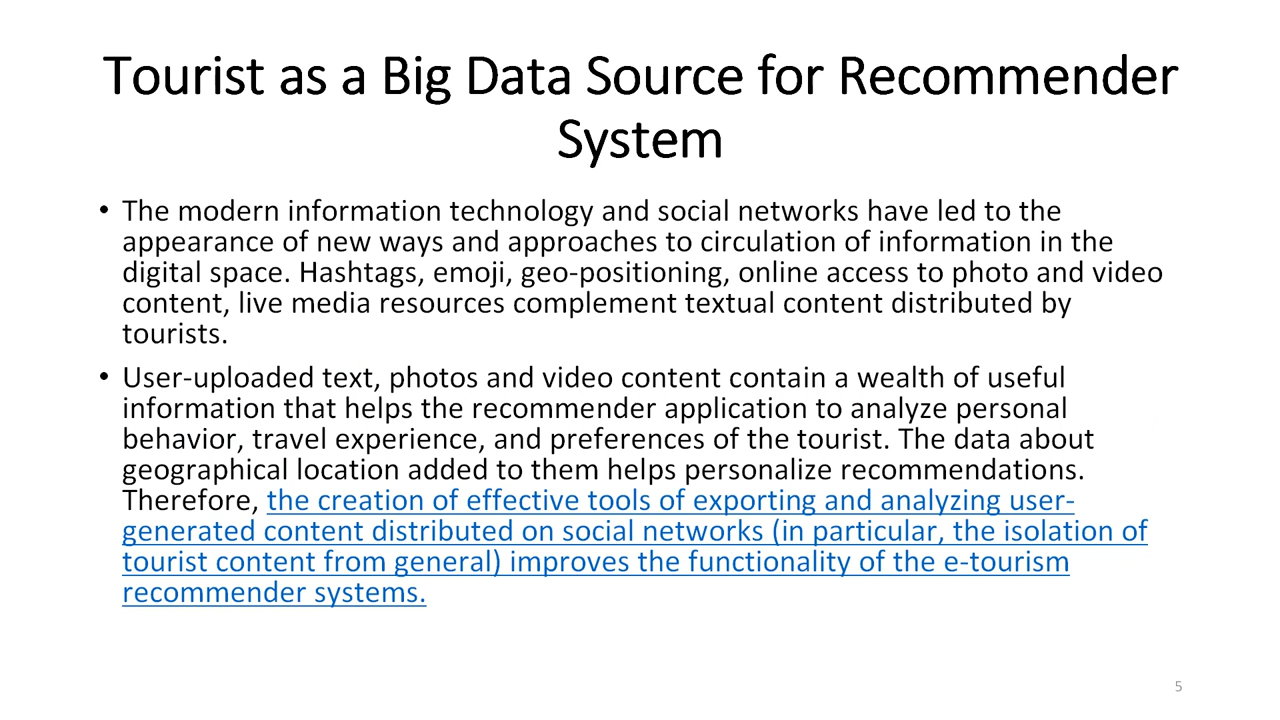 Tourist as a Big Data Source for Recommender
System
• The modern information technology and social networks have led to the
appearance of new ways and approaches to circulation of information in the
digital space. Hashtags, emoji, geo-positioning, online access to photo and video
content, live media resources complement textual content distributed by
tourists.
• User-uploaded text, photos and video content contain a wealth of useful
information that helps the recommender application to analyze personal
behavior, travel experience, and preferences of the tourist. The data about
geographical location added to them helps personalize recommendations.
Therefore, the creation of effective tools of exporting and analyzing user-
generated content distributed on social networks (in particular, the isolation of
tourist content from general) improves the functionality of the e-tourism
recommender systems.
5